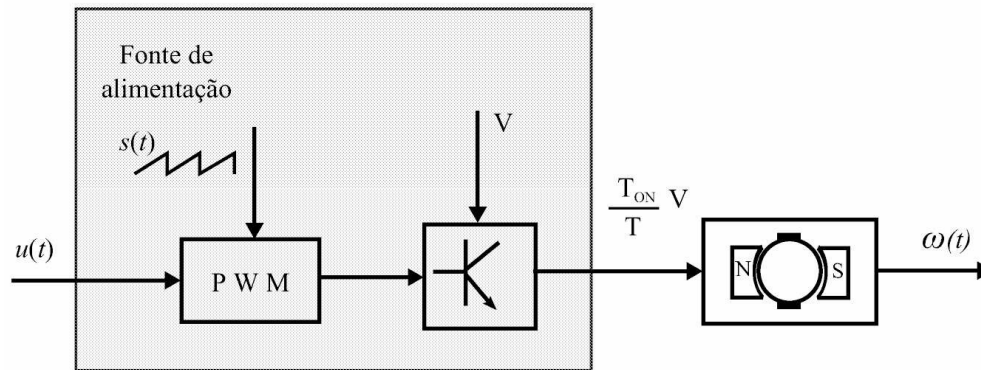 Fonte de
alimentação
s(t)
V
T_ON
T
V
u(t)
P W M
N
S
ω(t)